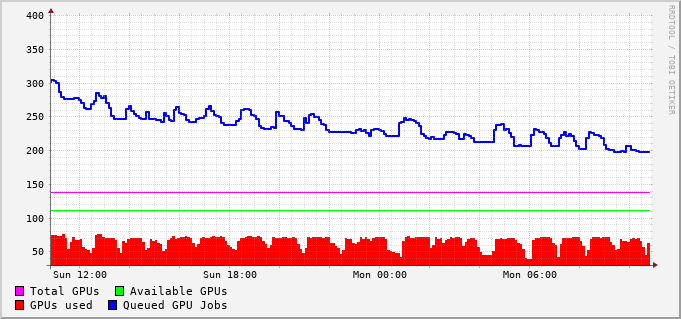 400
350
300
250
200
150
100
50
Sun 12:00 Sun 18:00 Mon 00:00 Mon 06:00
Total GPUs Available GPUs
GPUs used Queued GPU Jobs
RRDTOOL / TOBI OETIKER